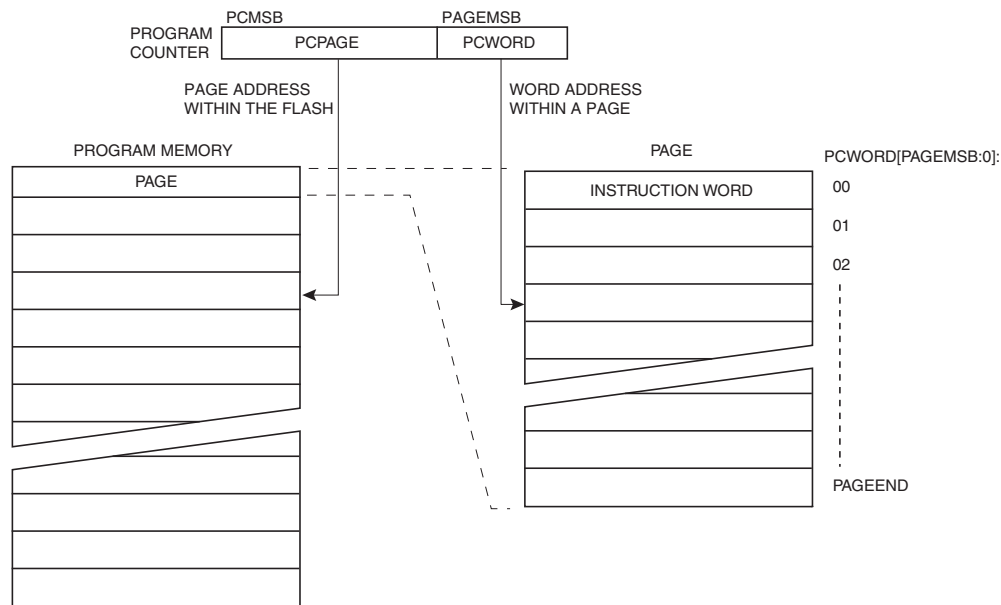 PCMSB
PAGEMSB
PROGRAM
COUNTER
PCPAGE
PCWORD
PAGE ADDRESS
WITHIN THE FLASH
WORD ADDRESS
WITHIN A PAGE
PROGRAM MEMORY
PAGE
PAGE
PCWORD[PAGEMSB:0]:
INSTRUCTION WORD
00
01
02
PAGEEND